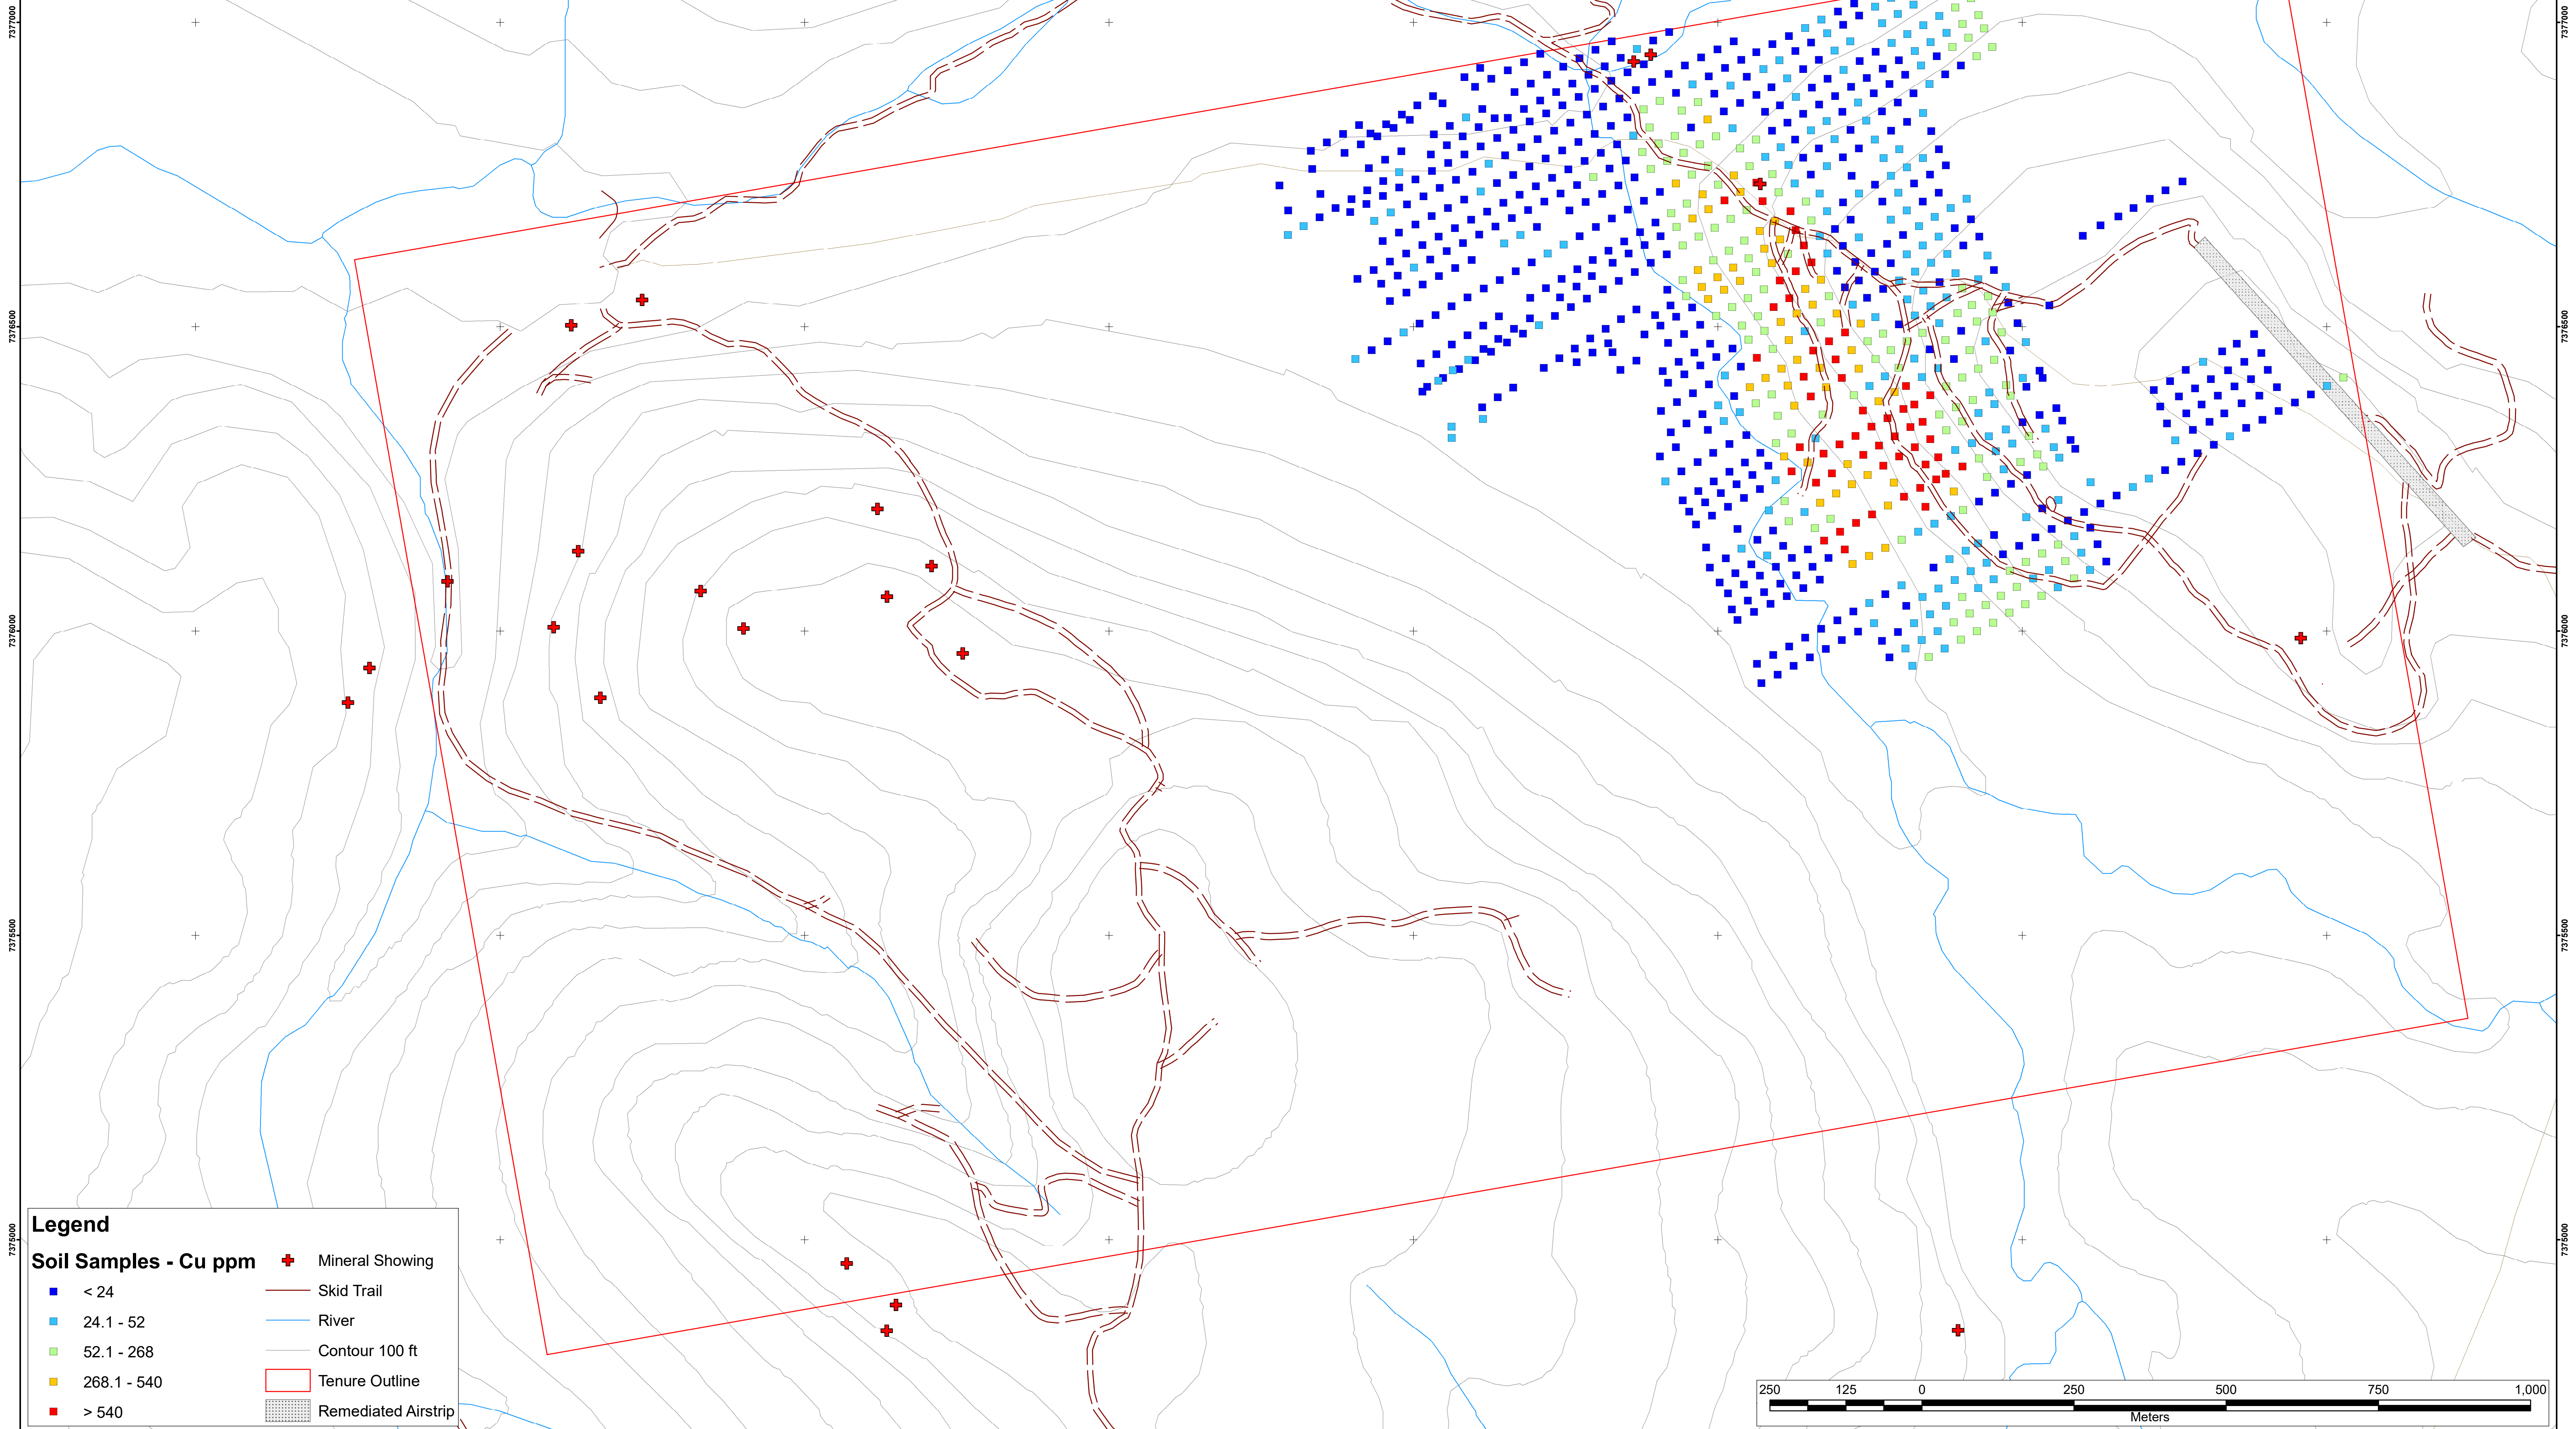 7377000
7377000
7376500
7376500
7376000
7376000
7375500
7375500
7375000
7375000
Legend
Soil Samples - Cu ppm
< 24
24.1 - 52
52.1 - 268
268.1 - 540
> 540
Mineral Showing
Skid Trail
River
Contour 100 ft
Tenure Outline
Remediated Airstrip
250 125 0 250 500 750 1,000
Meters